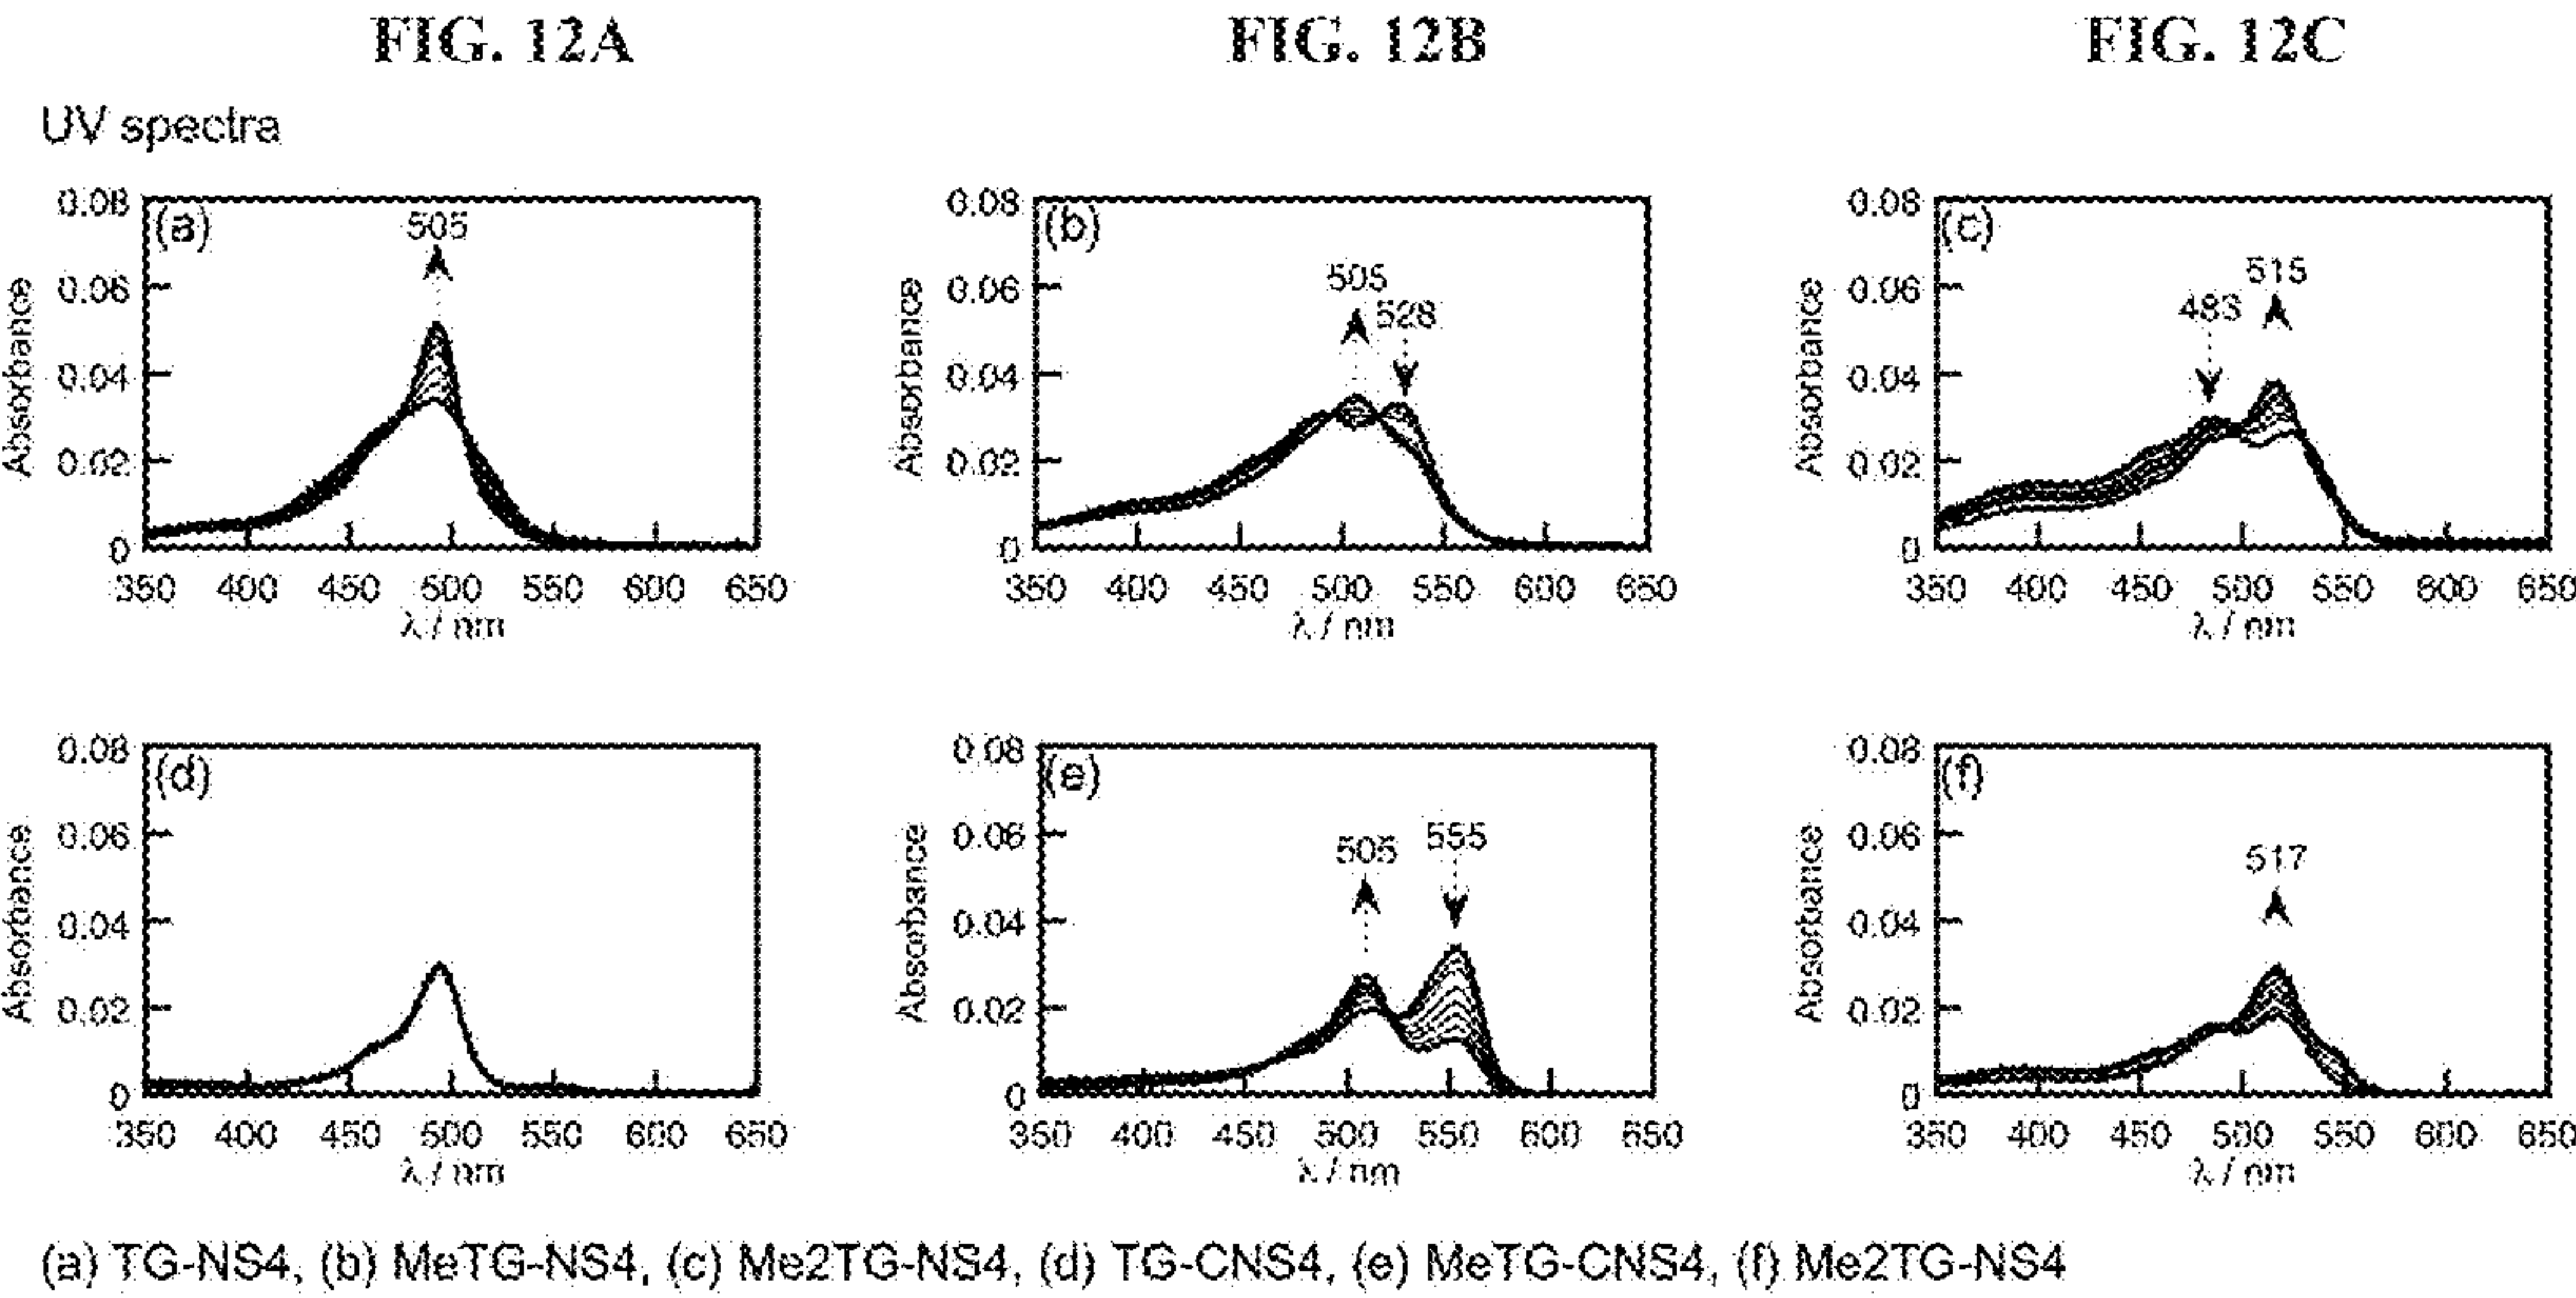 FIG. 12A FIG. 12B FIG. 12C
UV spectra
(a) 505
Absorbance
0.08
0.06
0.04
0.02
0
350 400 450 500 550 600 650
λ / nm
(b) 505 528
Absorbance
0.08
0.06
0.04
0.02
0
350 400 450 500 550 600 650
λ / nm
(c) 483 515
Absorbance
0.08
0.06
0.04
0.02
0
350 400 450 500 550 600 650
λ / nm
(d)
Absorbance
0.08
0.06
0.04
0.02
0
350 400 450 500 550 600 650
λ / nm
(e) 505 555
Absorbance
0.08
0.06
0.04
0.02
0
350 400 450 500 550 600 650
λ / nm
(f) 517
Absorbance
0.08
0.06
0.04
0.02
0
350 400 450 500 550 600 650
λ / nm
(a) TG-NS4, (b) MeTG-NS4, (c) Me2TG-NS4, (d) TG-CNS4, (e) MeTG-CNS4, (f) Me2TG-NS4